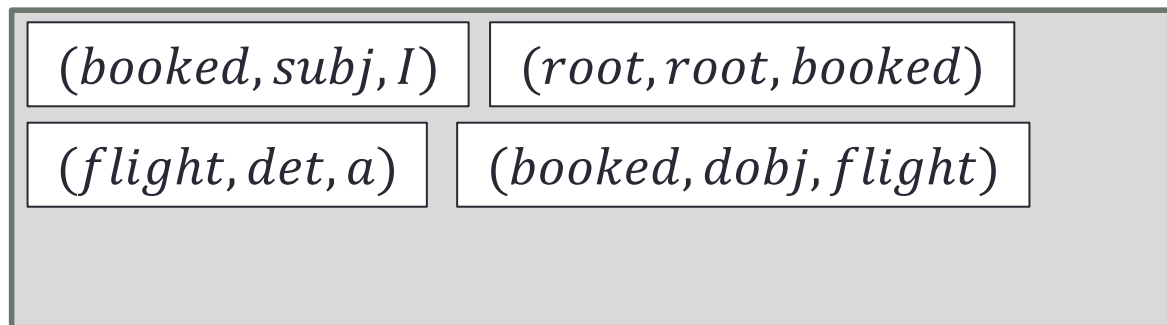 (booked, subj, I) (root, root, booked)
(flight, det, a) (booked, dobj, flight)